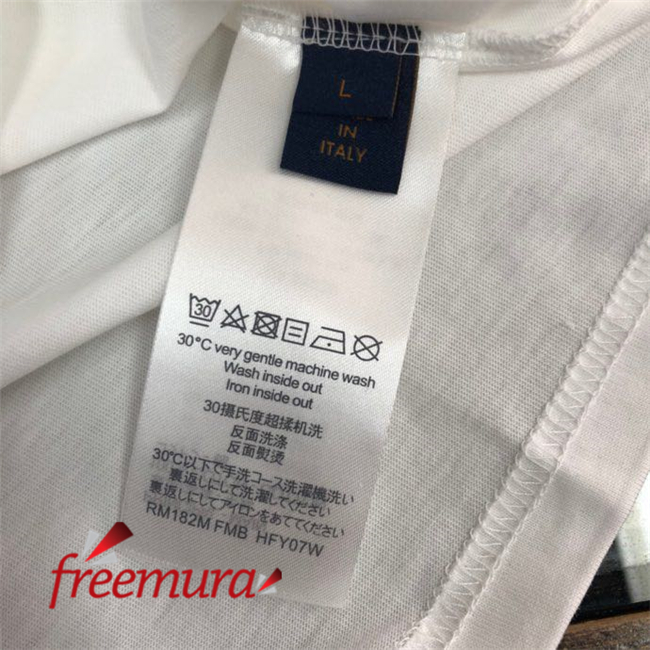 L
IN
ITALY
30
30°C very gentle machine wash
Wash inside out
Iron inside out
30摄氏度超揉机洗
反面洗涤
反面熨烫
30℃以下で手洗コース洗濯機洗い
裏返しにして洗濯してください
裏返しにしてアイロンをあててください
RM182M FMB HFY07W
freemura